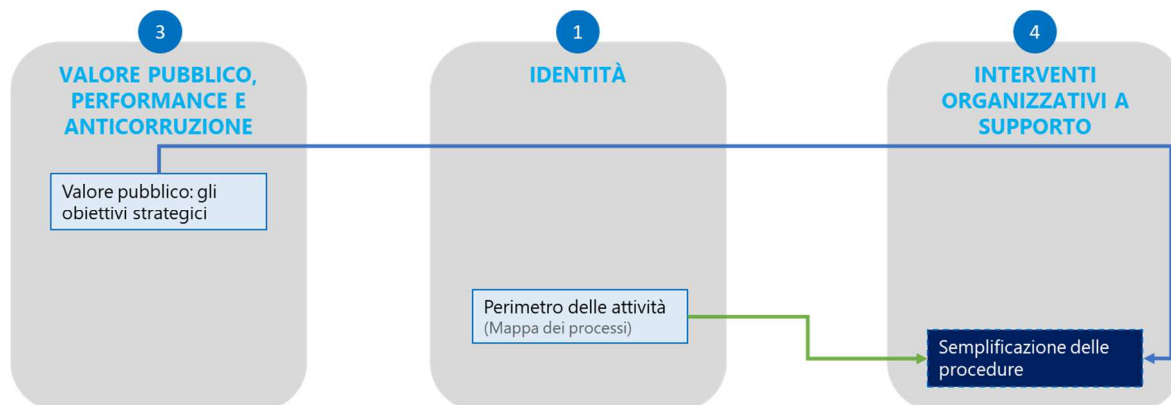 3
VALORE PUBBLICO,
PERFORMANCE E
ANTICORRUZIONE
Valore pubblico: gli
obiettivi strategici
1
IDENTITÀ
Perimetro delle attività
(Mappa dei processi)
4
INTERVENTI
ORGANIZZATIVI A
SUPPORTO
Semplificazione delle
procedure